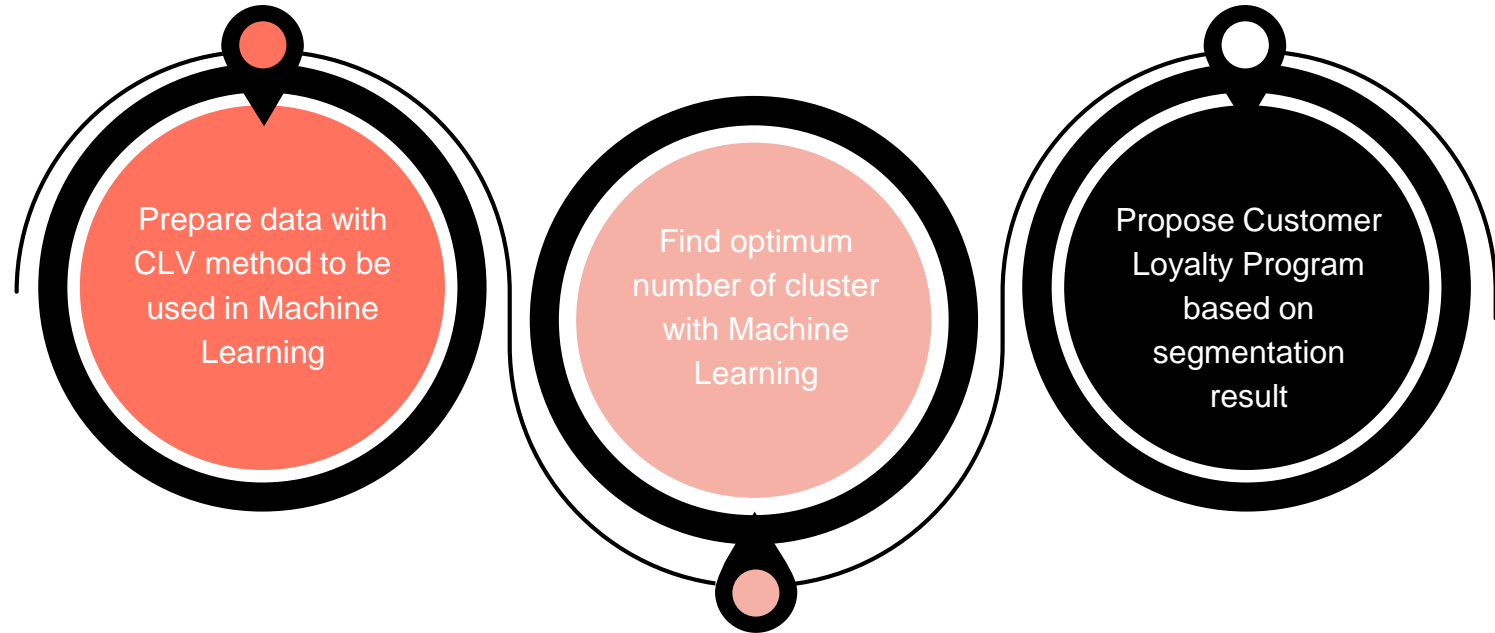 Prepare data with
CLV method to be
used in Machine
Learning
Find optimum
number of cluster
with Machine
Learning
Propose Customer
Loyalty Program
based on
segmentation
result